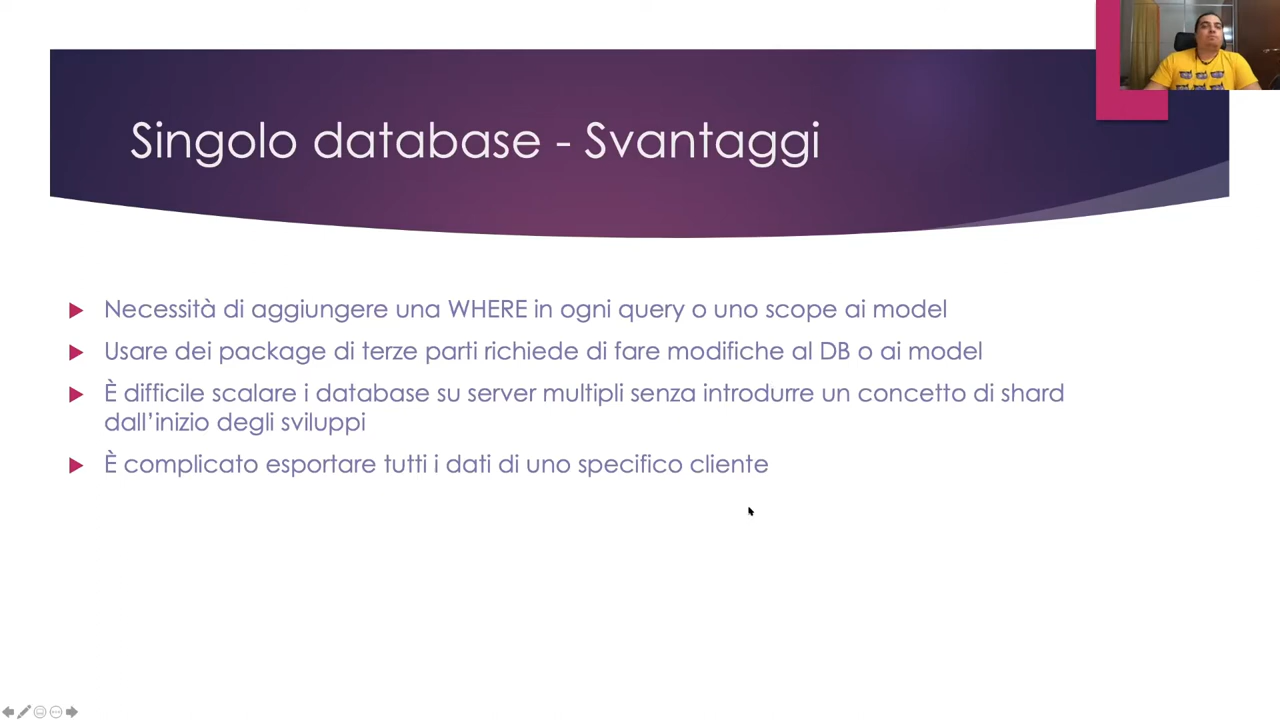 Singolo database - Svantaggi
Necessità di aggiungere una WHERE in ogni query o uno scope ai model
Usare dei package di terze parti richiede di fare modifiche al DB o ai model
È difficile scalare i database su server multipli senza introdurre un concetto di shard
dall’inizio degli sviluppi
È complicato esportare tutti i dati di uno specifico cliente